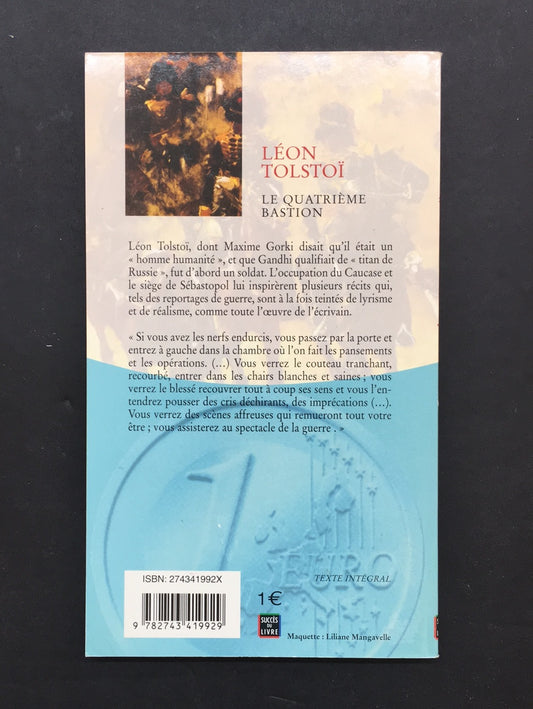 LÉON
TOLSTOÏ
LE QUATRIÈME
BASTION
Léon Tolstoï, dont Maxime Gorki disait qu'il était un
« homme humanité », et que Gandhi qualifiait de « titan de
Russie », fut d'abord un soldat. L'occupation du Caucase et
le siège de Sébastopol lui inspirèrent plusieurs récits qui,
tels des reportages de guerre, sont à la fois teintés de lyrisme
et de réalisme, comme toute l'œuvre de l'écrivain.
« Si vous avez les nerfs endurcis, vous passez par la porte et
entrez à gauche dans la chambre où l'on fait les pansements
et les opérations. (…) Vous verrez le couteau tranchant,
recourbé, entrer dans les chairs blanches et saines ; vous
verrez le blessé recouvrer tout à coup ses sens et vous l'en-
tendrez pousser des cris déchirants, des imprécations (…).
Vous verrez des scènes affreuses qui remueront tout votre
être ; vous assisterez au spectacle de la guerre . »
1
EURO
ISBN: 274341992X
9 782743 419929
1 €
TEXTE INTÉGRAL
SUCCÈS
DU
LIVRE
Maquette : Liliane Mangavelle